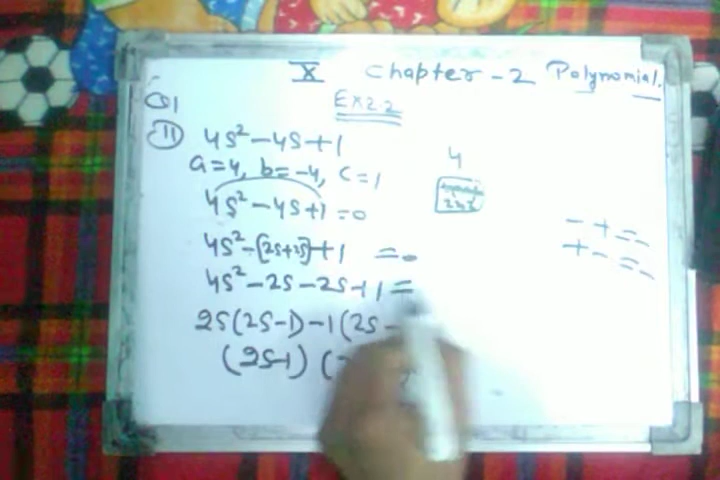 X Chapter - 2 Polynomial.
Ex 2.2
Q1
(ii) 4s² - 4s + 1
a = 4, b = -4, c = 1
4s² - 4s + 1 = 0
4s² - [2s + 2s] + 1 = 0
4s² - 2s - 2s + 1 =
2s(2s - 1) - 1(2s -
(2s - 1) (
4
2x2
- + = -
+ - = -